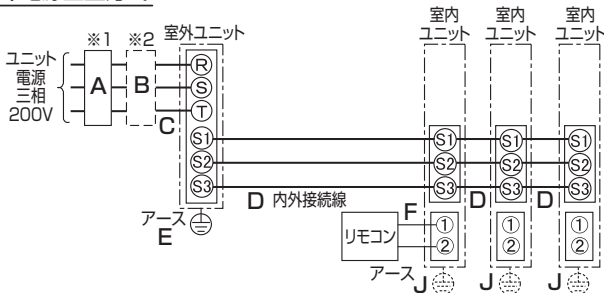 ※1 ※2 室外ユニット
室内ユニット 室内ユニット 室内ユニット
ユニット
電源
三相
200V
A B
C
R
S
T
S1 S1 S1 S1
S2 S2 S2 S2
S3 S3 S3 S3
D 内外接続線 D D
アース
E
F
リモコン
① ① ①
② ② ②
アース J J J